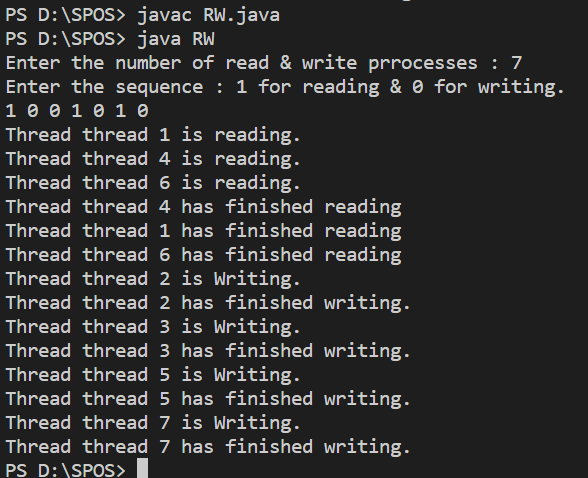 PS D:\SPOS> javac RW.java
PS D:\SPOS> java RW
Enter the number of read & write prrocesses : 7
Enter the sequence : 1 for reading & 0 for writing.
1 0 0 1 0 1 0
Thread thread 1 is reading.
Thread thread 4 is reading.
Thread thread 6 is reading.
Thread thread 4 has finished reading
Thread thread 1 has finished reading
Thread thread 6 has finished reading
Thread thread 2 is Writing.
Thread thread 2 has finished writing.
Thread thread 3 is Writing.
Thread thread 3 has finished writing.
Thread thread 5 is Writing.
Thread thread 5 has finished writing.
Thread thread 7 is Writing.
Thread thread 7 has finished writing.
PS D:\SPOS>